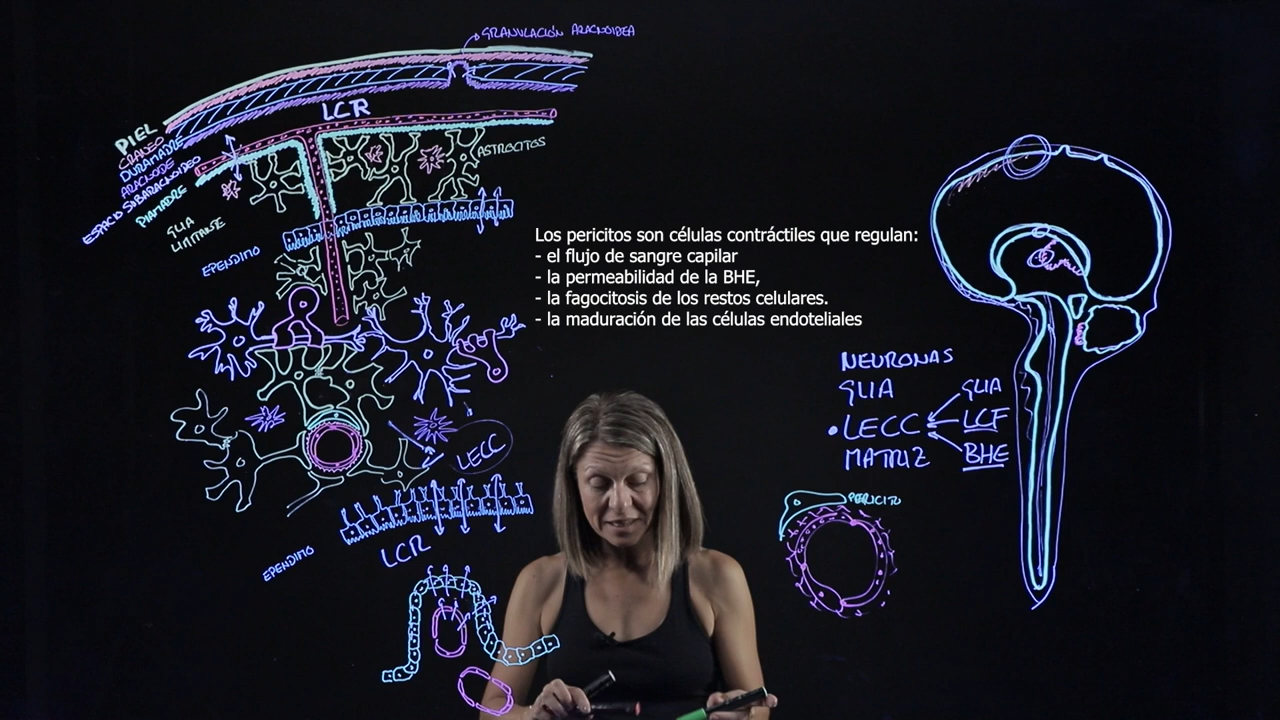 GRANULACIÓN ARACNOIDEA
LCR
PIEL
CRANEO
DURAMADRE
ARACNOIDE
ESPACIO SUBARACNOIDEO
PIAMADRE
GLIA
LIMITANTE
ASTROCITOS
EPENDIMO
Los pericitos son células contráctiles que regulan:
- el flujo de sangre capilar
- la permeabilidad de la BHE,
- la fagocitosis de los restos celulares.
- la maduración de las células endoteliales
NEURONAS
GLIA
LECC
MATRIZ
GLIA
LCF
BHE
LECC
PERICITO
EPENDIMO
LCR